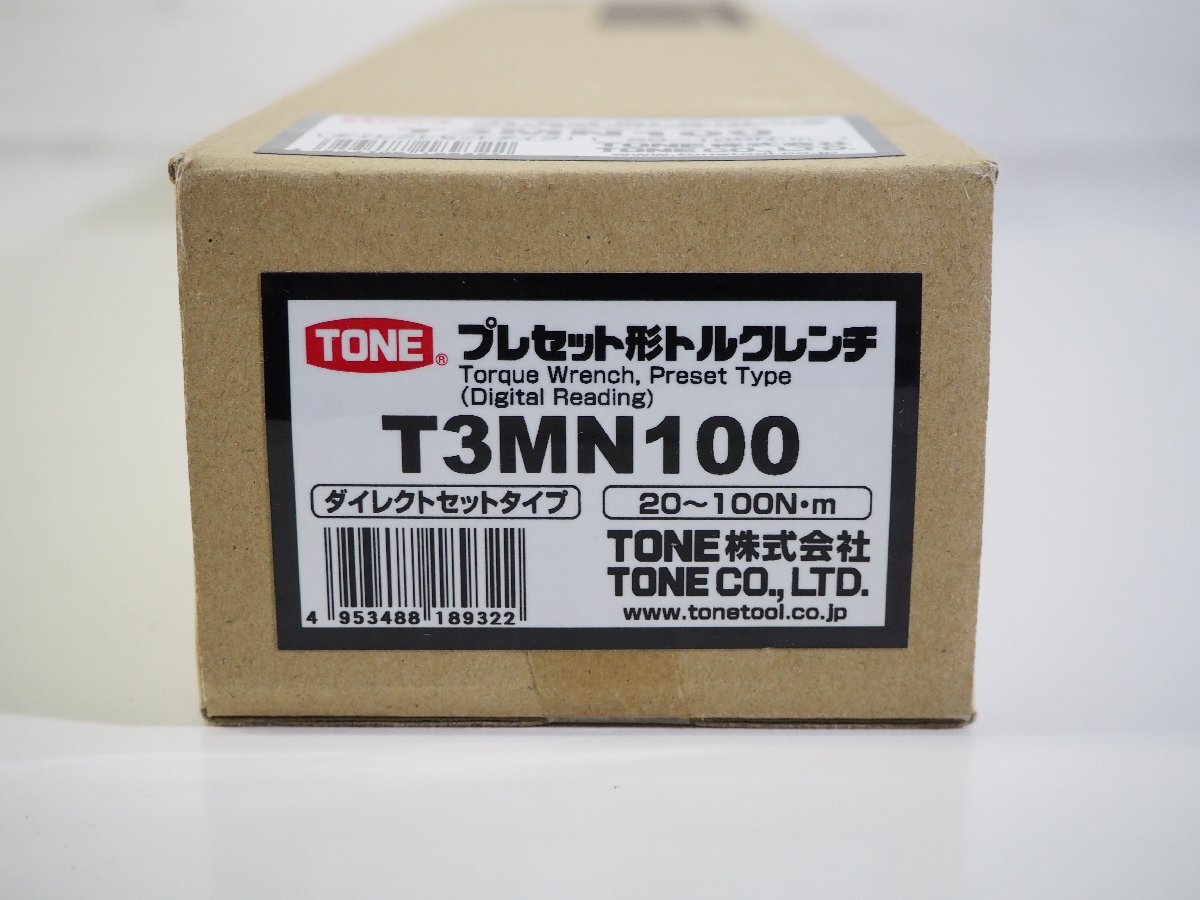 T3MN100
TONE® プレセット形トルクレンチ
Torque Wrench, Preset Type
(Digital Reading)
T3MN100
ダイレクトセットタイプ 20～100N·m
TONE株式会社
TONE CO., LTD.
www.tonetool.co.jp
4 953488 189322